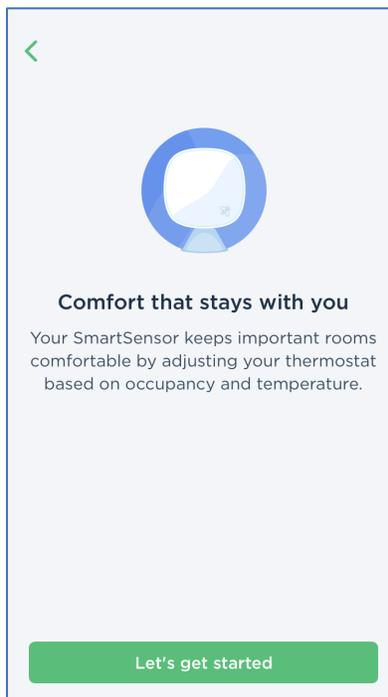 Comfort that stays with you
Your SmartSensor keeps important rooms
comfortable by adjusting your thermostat
based on occupancy and temperature.
Let's get started